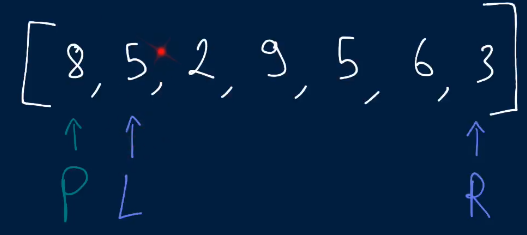 [8, 5, 2, 9, 5, 6, 3]
P L R